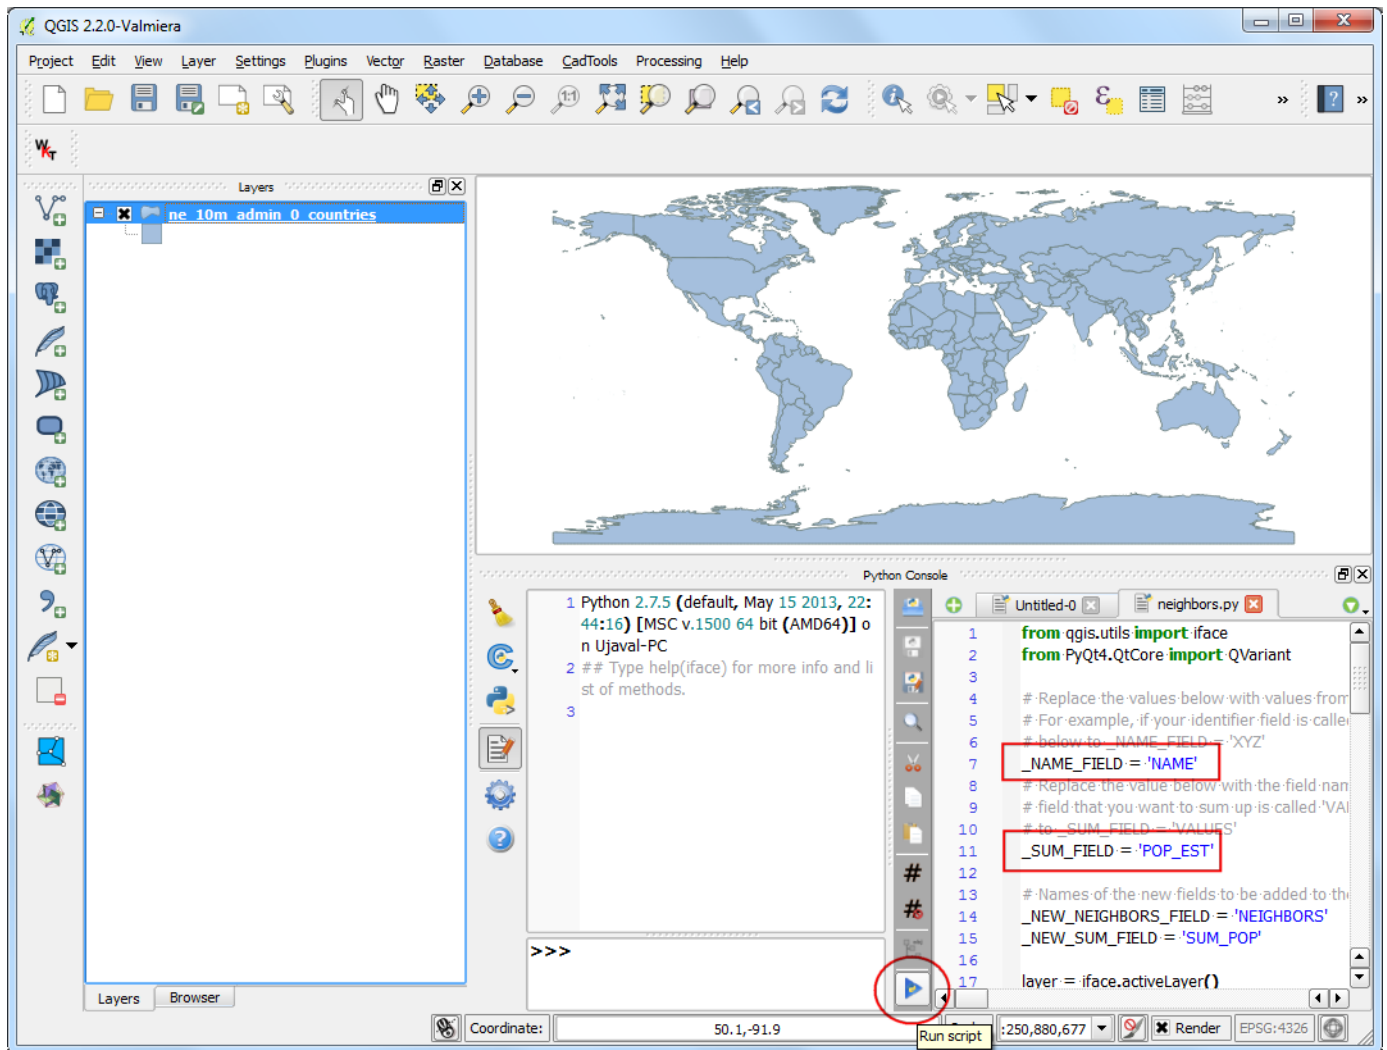 QGIS 2.2.0-Valmiera
Project Edit View Layer Settings Plugins Vector Raster Database CadTools Processing Help
1:1
»
?
»
WKT
Layers
ne_10m_admin_0_countries
Python Console
1 Python 2.7.5 (default, May 15 2013, 22:
44:16) [MSC v.1500 64 bit (AMD64)] o
n Ujaval-PC
2 ## Type help(iface) for more info and li
st of methods.
3
>>>
Untitled-0 neighbors.py
1 from qgis.utils import iface
2 from PyQt4.QtCore import QVariant
3
4 # Replace the values below with values from
5 # For example, if your identifier field is calle
6 # below to _NAME_FIELD = 'XYZ'
7 _NAME_FIELD = 'NAME'
8 # Replace the value below with the field nam
9 # field that you want to sum up is called 'VAL
10 # to _SUM_FIELD = 'VALUES'
11 _SUM_FIELD = 'POP_EST'
12
13 # Names of the new fields to be added to the
14 _NEW_NEIGHBORS_FIELD = 'NEIGHBORS'
15 _NEW_SUM_FIELD = 'SUM_POP'
16
17 layer = iface.activeLayer()
Layers Browser
Coordinate: 50.1,-91.9 :250,880,677 Render EPSG:4326
Run script